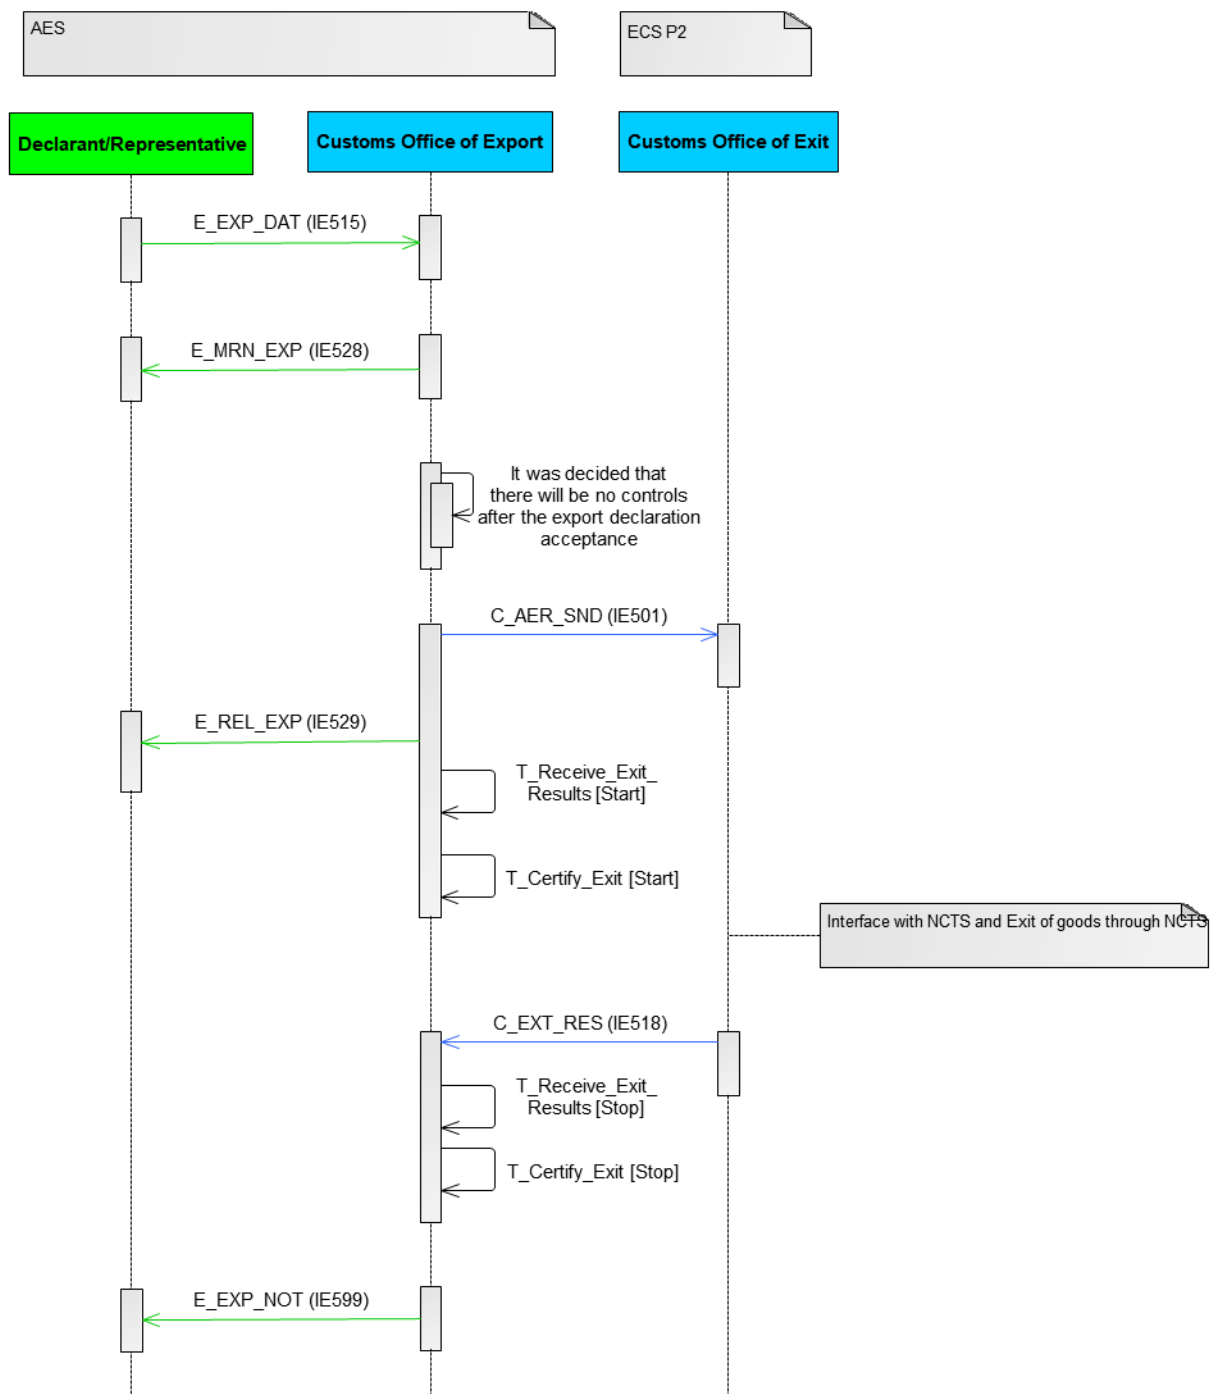 AES
ECS P2
Declarant/Representative
Customs Office of Export
Customs Office of Exit
E_EXP_DAT (IE515)
E_MRN_EXP (IE528)
It was decided that
there will be no controls
after the export declaration
acceptance
C_AER_SND (IE501)
E_REL_EXP (IE529)
T_Receive_Exit_
Results [Start]
T_Certify_Exit [Start]
Interface with NCTS and Exit of goods through NCTS
C_EXT_RES (IE518)
T_Receive_Exit_
Results [Stop]
T_Certify_Exit [Stop]
E_EXP_NOT (IE599)